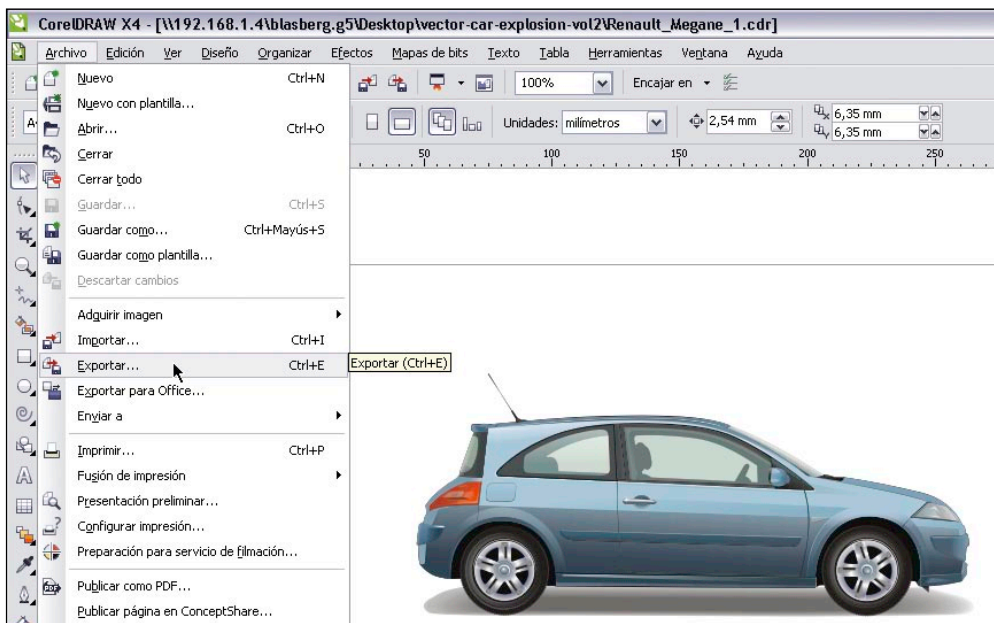 CorelDRAW X4 - [\\192.168.1.4\blasberg.g5\Desktop\vector-car-explosion-vol2\Renault_Megane_1.cdr]
Archivo Edición Ver Diseño Organizar Efectos Mapas de bits Texto Tabla Herramientas Ventana Ayuda
Nuevo Ctrl+N
100% Encajar en
Nuevo con plantilla...
Unidades: milímetros 2,54 mm 6,35 mm
6,35 mm
Abrir... Ctrl+O
Cerrar
50 100 150 200 250
Cerrar todo
Guardar... Ctrl+S
Guardar como... Ctrl+Mayús+S
Guardar como plantilla...
Descartar cambios
Adquirir imagen
Importar... Ctrl+I
Exportar... Ctrl+E Exportar (Ctrl+E)
Exportar para Office...
Enviar a
Imprimir... Ctrl+P
Fusión de impresión
Presentación preliminar...
Configurar impresión...
Preparación para servicio de filmación...
Publicar como PDF...
Publicar página en ConceptShare...